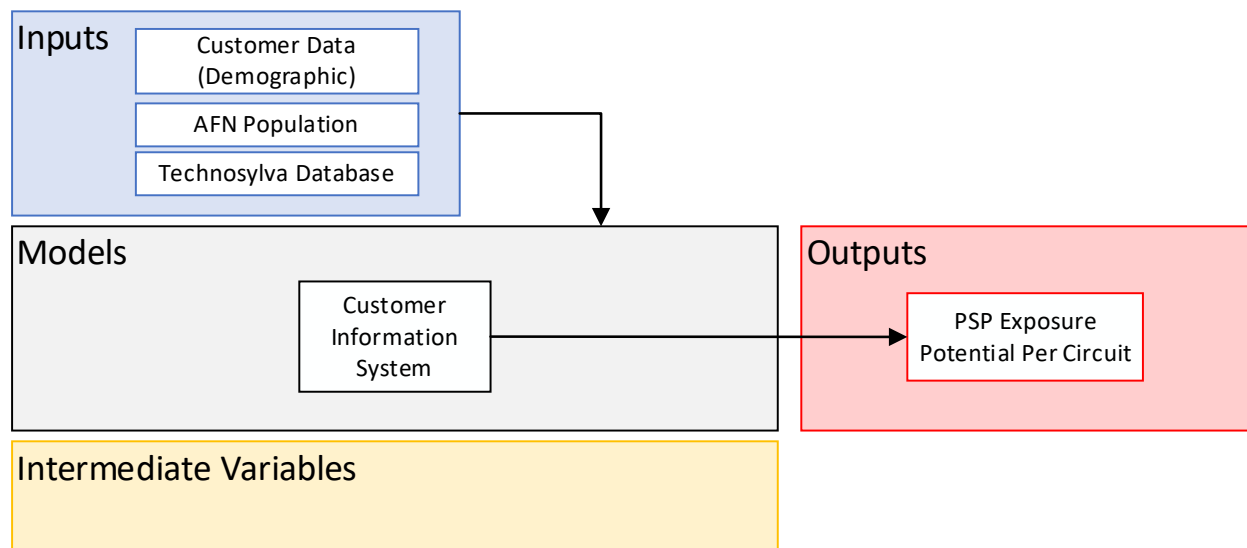 Inputs
Customer Data
(Demographic)
AFN Population
Technosylva Database
Models
Customer
Information
System
Outputs
PSP Exposure
Potential Per Circuit
Intermediate Variables